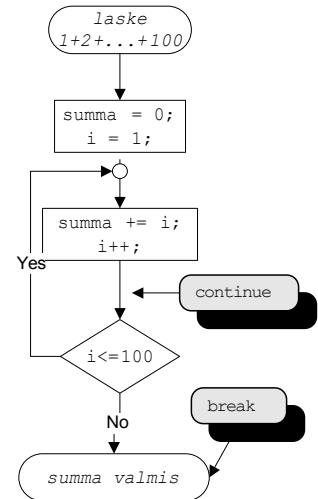 laske
1+2+...+100
summa = 0;
i = 1;
summa += i;
i++;
Yes
continue
i<=100
break
No
summa valmis